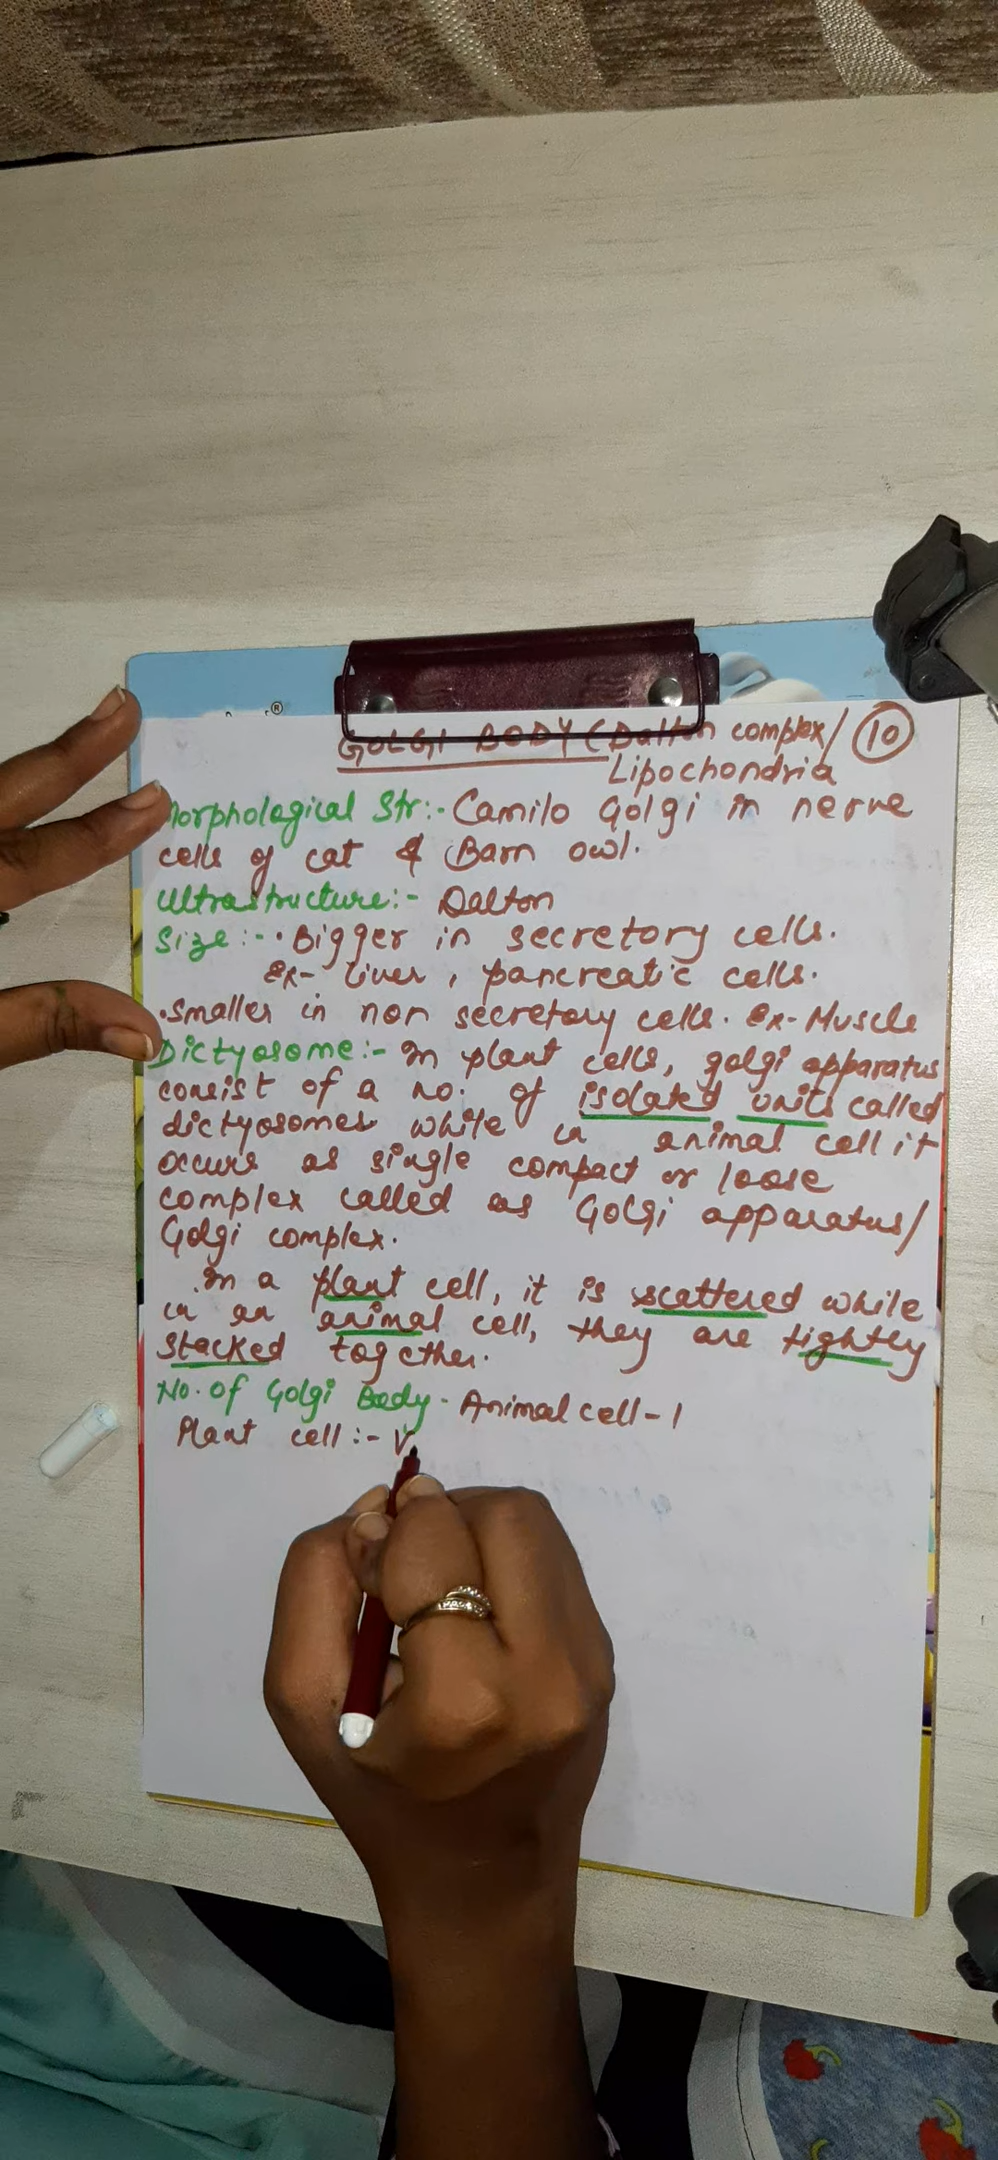 GOLGI BODY (Dalton complex/ 10
Lipochondria
Morphological Str:- Camilo Golgi in nerve
cells of cat & Barn owl.
Ultrastructure:- Dalton
Size:- • Bigger in secretory cells.
Ex- liver, pancreatic cells.
• Smaller in non secretory cells. Ex- Muscle
Dictyosome:- In plant cells, golgi apparatus
consist of a no. of isolated units called
dictyosomes while in animal cell it
occurs as single compact or loose
complex called as Golgi apparatus/
Golgi complex.
In a plant cell, it is scattered while
in an animal cell, they are tightly
stacked together.
No. of Golgi Body - Animal cell - 1
Plant cell :- V